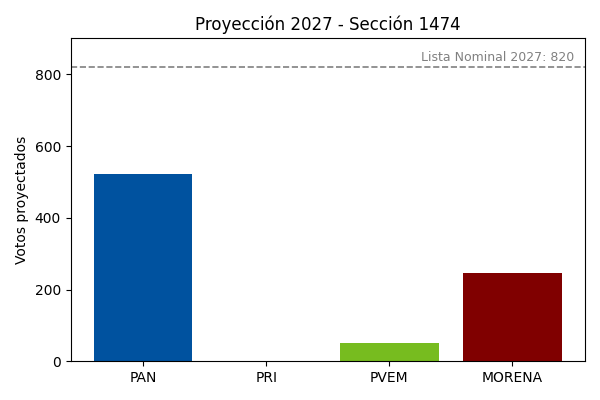 Proyección 2027 - Sección 1474
Lista Nominal 2027: 820
Votos proyectados
800
600
400
200
0
PAN PRI PVEM MORENA